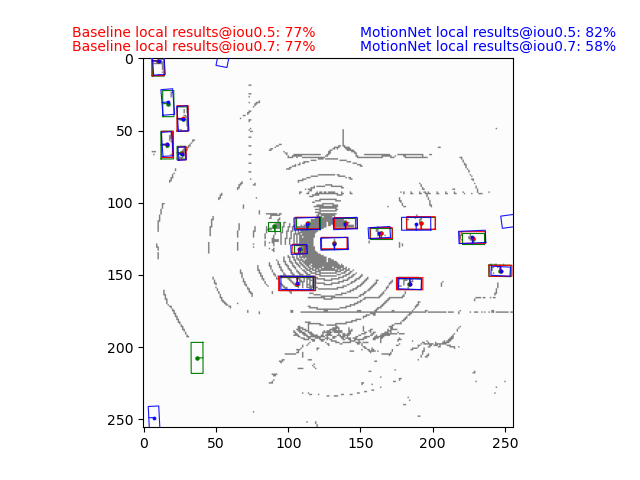 Baseline local results@iou0.5: 77% MotionNet local results@iou0.5: 82%
Baseline local results@iou0.7: 77% MotionNet local results@iou0.7: 58%
0
50
100
150
200
250
0 50 100 150 200 250